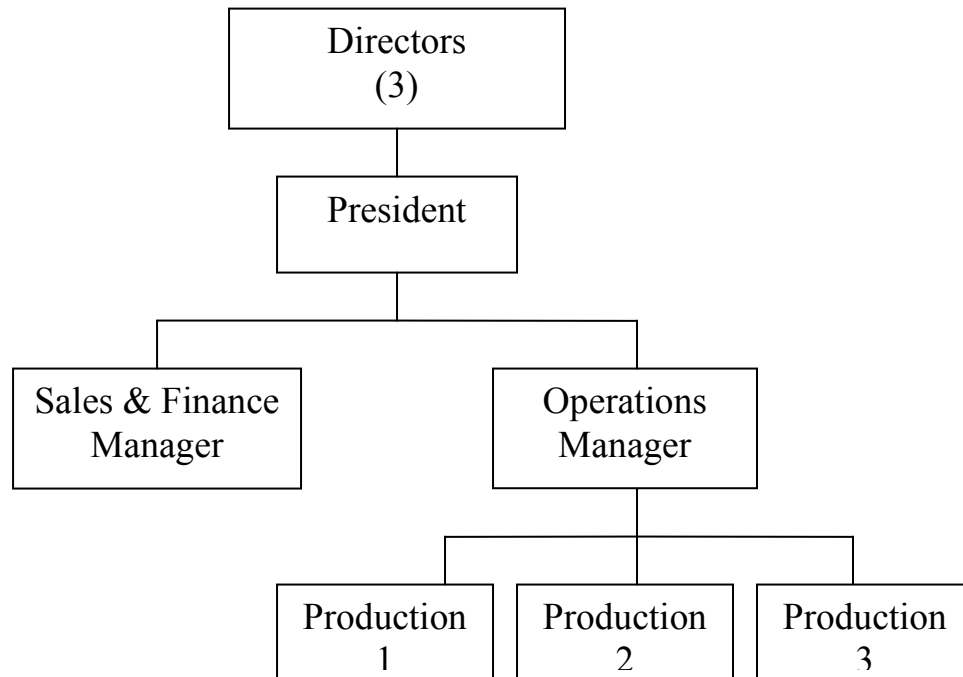 Directors
(3)
President
Sales & Finance
Manager
Operations
Manager
Production
1
Production
2
Production
3